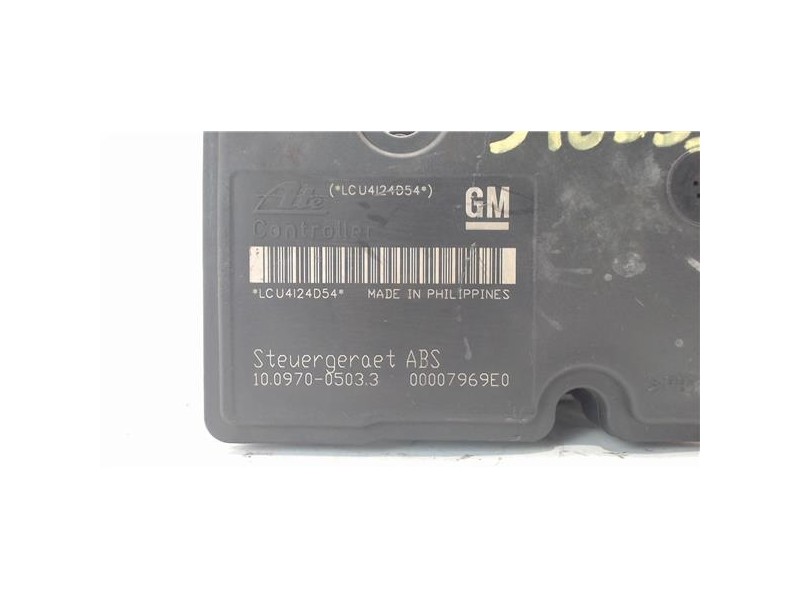 (*LCU4124D54*)
Ate
GM
Controller
*LCU4124D54* MADE IN PHILIPPINES
Steuergeraet ABS
10.0970-0503.3 00007969E0